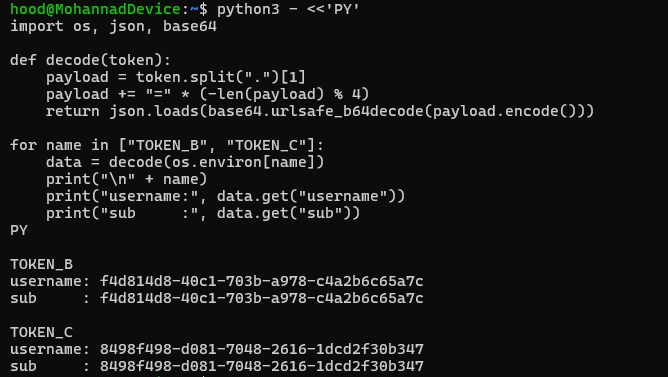 hood@MohannadDevice:~$ python3 - <<'PY'
import os, json, base64

def decode(token):
    payload = token.split(".")[1]
    payload += "=" * (-len(payload) % 4)
    return json.loads(base64.urlsafe_b64decode(payload.encode()))

for name in ["TOKEN_B", "TOKEN_C"]:
    data = decode(os.environ[name])
    print("\n" + name)
    print("username:", data.get("username"))
    print("sub     :", data.get("sub"))
PY

TOKEN_B
username: f4d814d8-40c1-703b-a978-c4a2b6c65a7c
sub     : f4d814d8-40c1-703b-a978-c4a2b6c65a7c

TOKEN_C
username: 8498f498-d081-7048-2616-1dcd2f30b347
sub     : 8498f498-d081-7048-2616-1dcd2f30b347